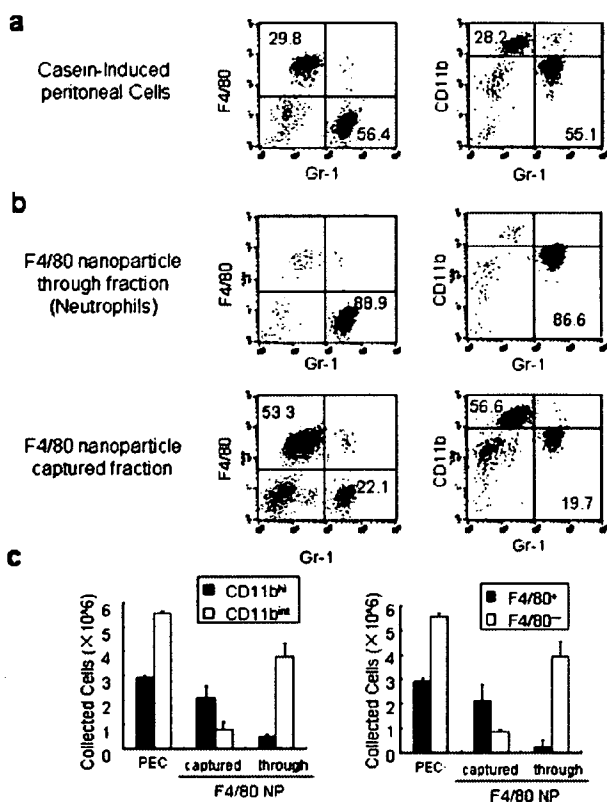 a
Casein-Induced
peritoneal Cells
29.8
56.4
F4/80
Gr-1
28.2
55.1
CD11b
Gr-1
b
F4/80 nanoparticle
through fraction
(Neutrophils)
88.9
F4/80
Gr-1
86.6
CD11b
Gr-1
F4/80 nanoparticle
captured fraction
53.3
22.1
F4/80
Gr-1
56.6
19.7
CD11b
Gr-1
c
CD11bhi
CD11bint
Collected Cells (×10^6)
6
5
4
3
2
1
0
PEC
captured
through
F4/80 NP
F4/80+
F4/80−
Collected Cells (×10^6)
6
5
4
3
2
1
0
PEC
captured
through
F4/80 NP